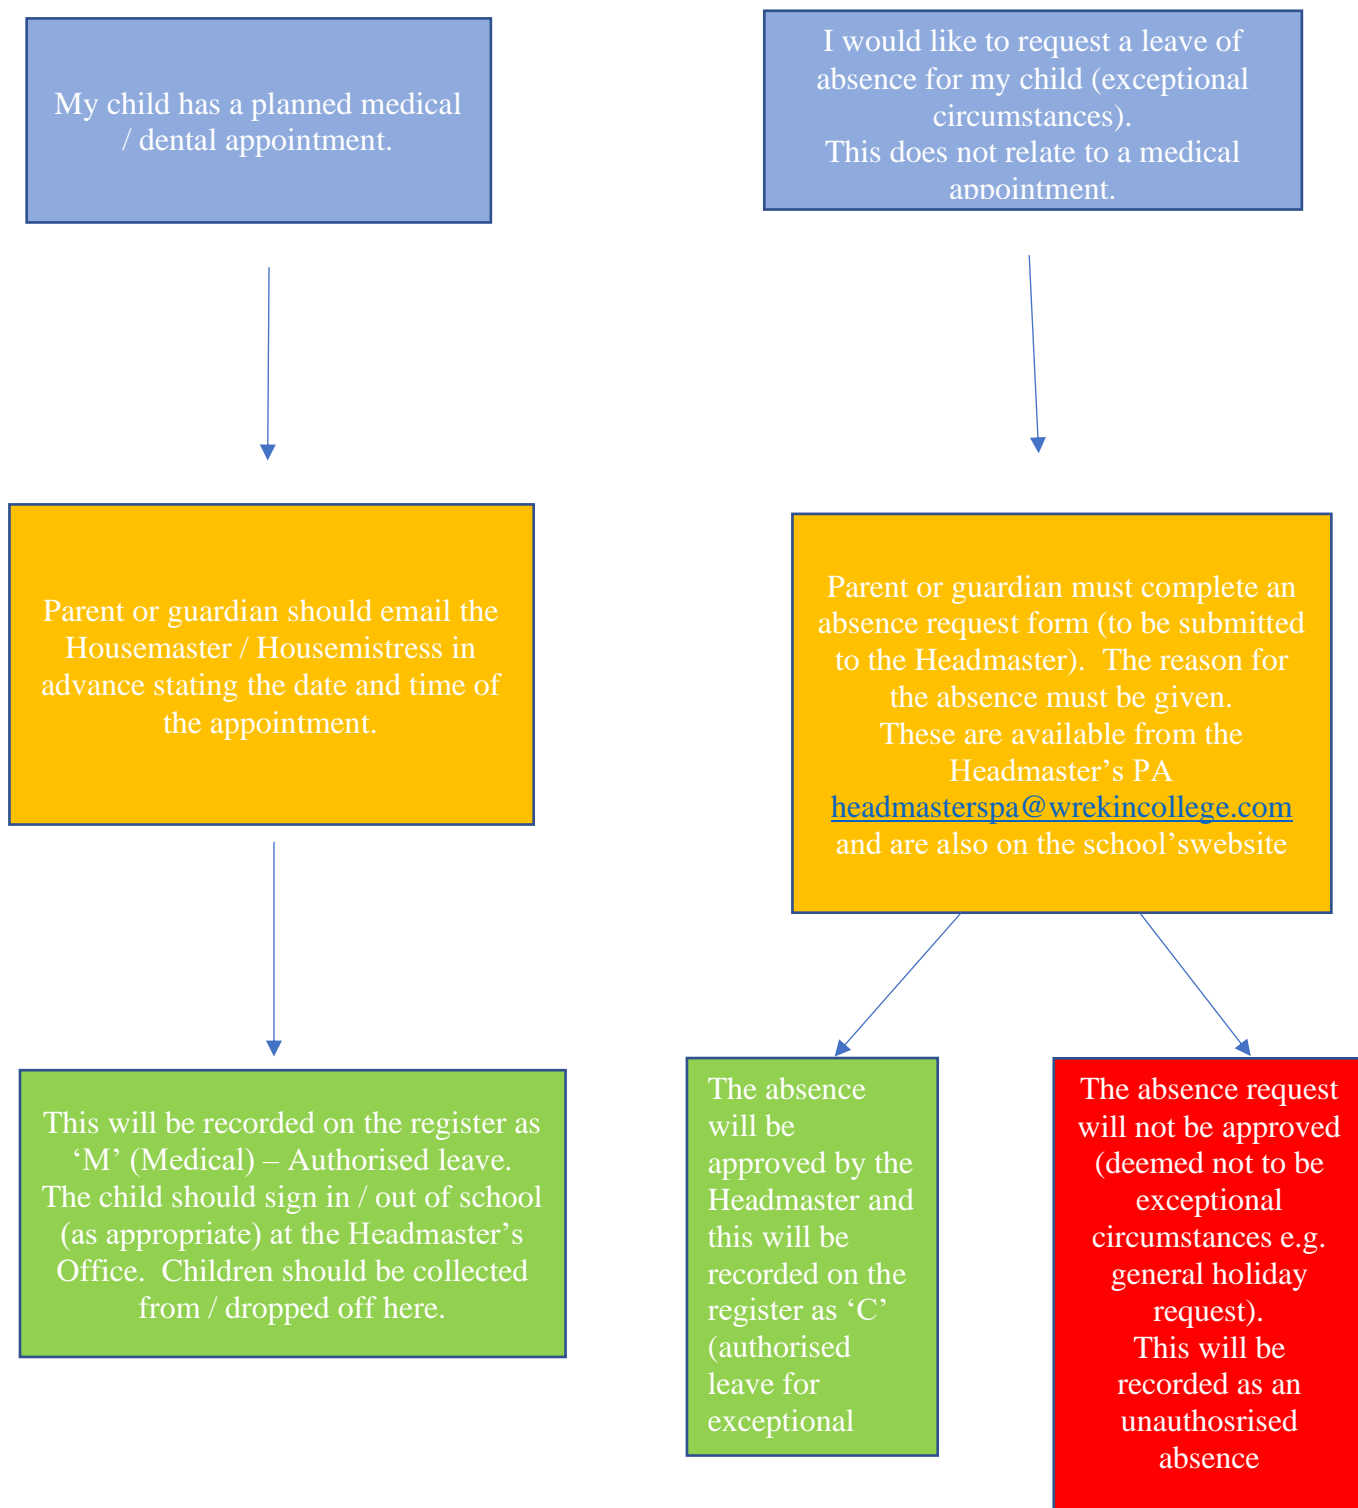 My child has a planned medical
/ dental appointment.
I would like to request a leave of
absence for my child (exceptional
circumstances).
This does not relate to a medical
appointment.
Parent or guardian should email the
Housemaster / Housemistress in
advance stating the date and time of
the appointment.
Parent or guardian must complete an
absence request form (to be submitted
to the Headmaster).  The reason for
the absence must be given.
These are available from the
Headmaster’s PA
headmasterspa@wrekincollege.com
and are also on the school’swebsite
This will be recorded on the register as
‘M’ (Medical) – Authorised leave.
The child should sign in / out of school
(as appropriate) at the Headmaster’s
Office.  Children should be collected
from / dropped off here.
The absence
will be
approved by the
Headmaster and
this will be
recorded on the
register as ‘C’
(authorised
leave for
exceptional
The absence request
will not be approved
(deemed not to be
exceptional
circumstances e.g.
general holiday
request).
This will be
recorded as an
unauthosrised
absence